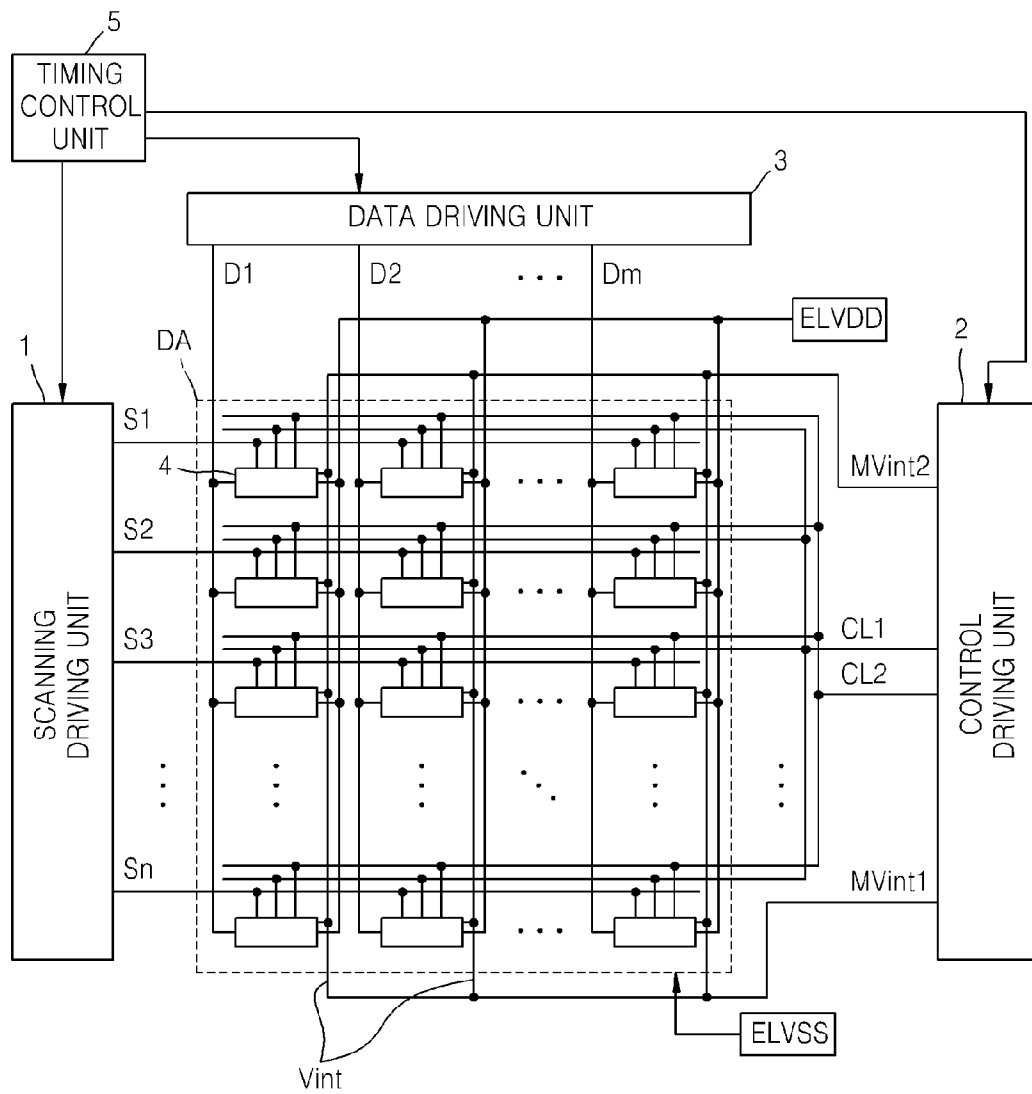 5
TIMING
CONTROL
UNIT
3
DATA DRIVING UNIT
D1 D2 ... Dm
ELVDD
DA
1
2
S1
4
MVint2
S2
S3
CL1
CL2
SCANNING
DRIVING UNIT
CONTROL
DRIVING UNIT
Sn
MVint1
ELVSS
Vint